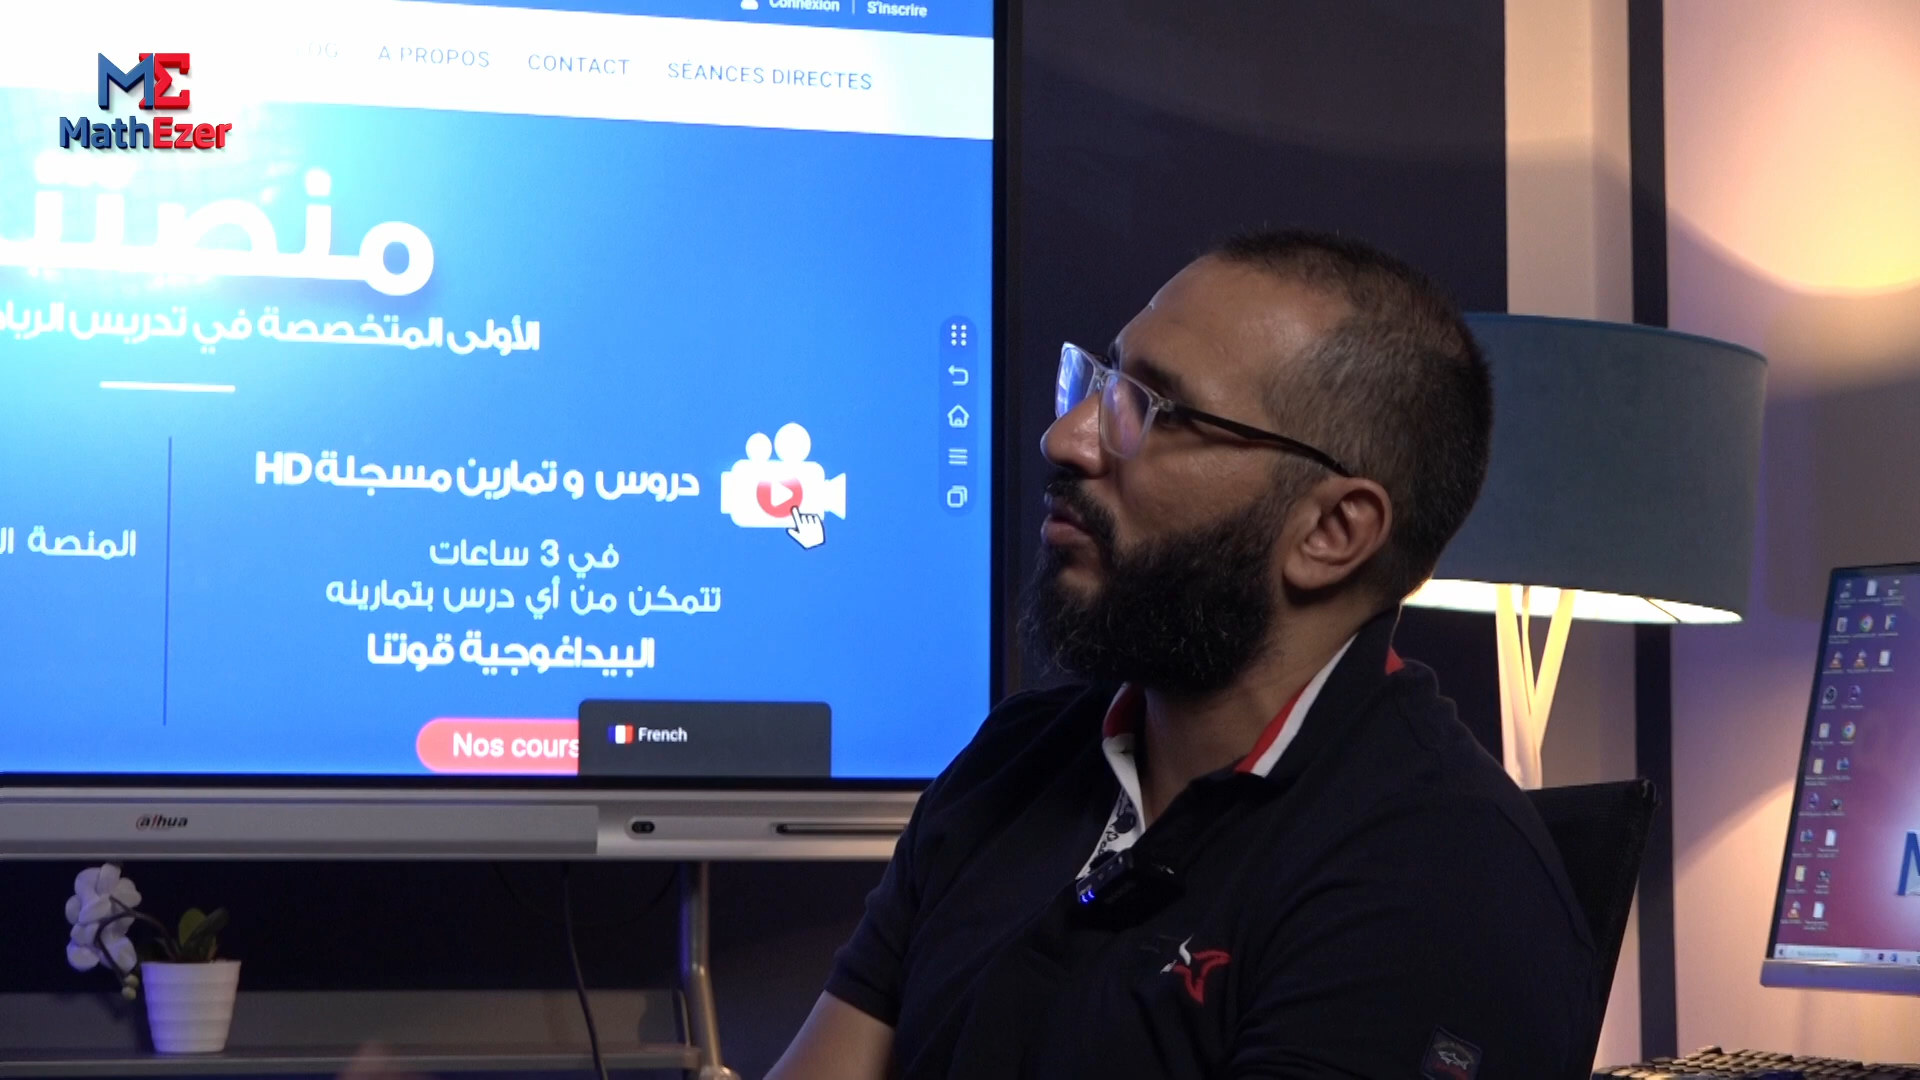 Connexion | S'inscrire
A PROPOS CONTACT SÉANCES DIRECTES
MathEzer
الأولى المتخصصة في تدريس
دروس و تمارين مسجلة HD
في 3 ساعات
تتمكن من أي درس بتمارينه
البيداغوجية قوتنا
المنصة
Nos cours
French
alhua